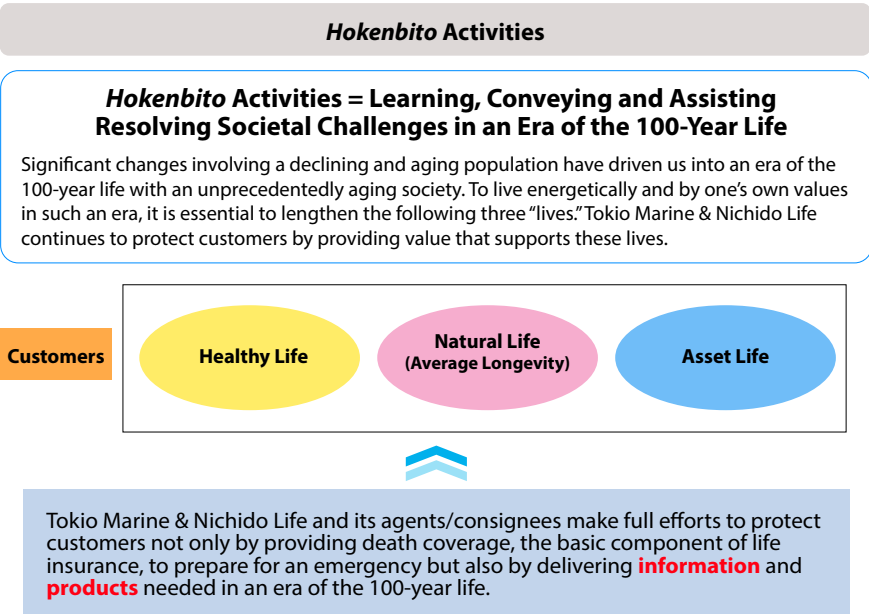 Hokenbito Activities
Hokenbito Activities = Learning, Conveying and Assisting
Resolving Societal Challenges in an Era of the 100-Year Life
Significant changes involving a declining and aging population have driven us into an era of the
100-year life with an unprecedentedly aging society. To live energetically and by one’s own values
in such an era, it is essential to lengthen the following three “lives.” Tokio Marine & Nichido Life
continues to protect customers by providing value that supports these lives.
Customers
Healthy Life
Natural Life
(Average Longevity)
Asset Life
Tokio Marine & Nichido Life and its agents/consignees make full efforts to protect
customers not only by providing death coverage, the basic component of life
insurance, to prepare for an emergency but also by delivering information and
products needed in an era of the 100-year life.